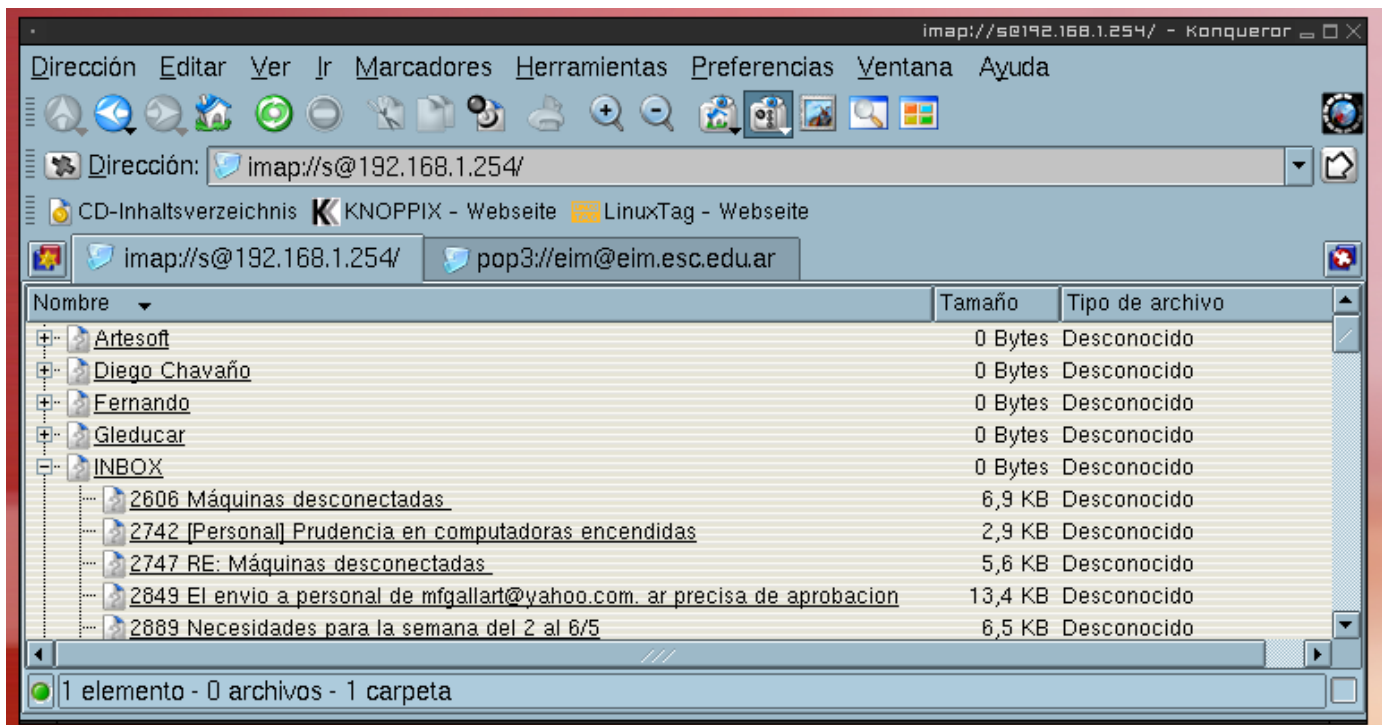 imap://s@192.168.1.254/ - Konqueror
Dirección Editar Ver Ir Marcadores Herramientas Preferencias Ventana Ayuda
Dirección: imap://s@192.168.1.254/
CD-Inhaltsverzeichnis KNOPPIX - Webseite LinuxTag - Webseite
imap://s@192.168.1.254/ pop3://eim@eim.esc.edu.ar
Nombre Tamaño Tipo de archivo
Artesoft 0 Bytes Desconocido
Diego Chavaño 0 Bytes Desconocido
Fernando 0 Bytes Desconocido
Gleducar 0 Bytes Desconocido
INBOX 0 Bytes Desconocido
2606 Máquinas desconectadas 6,9 KB Desconocido
2742 [Personal] Prudencia en computadoras encendidas 2,9 KB Desconocido
2747 RE: Máquinas desconectadas 5,6 KB Desconocido
2849 El envio a personal de mfgallart@yahoo.com. ar precisa de aprobacion 13,4 KB Desconocido
2889 Necesidades para la semana del 2 al 6/5 6,5 KB Desconocido
1 elemento - 0 archivos - 1 carpeta